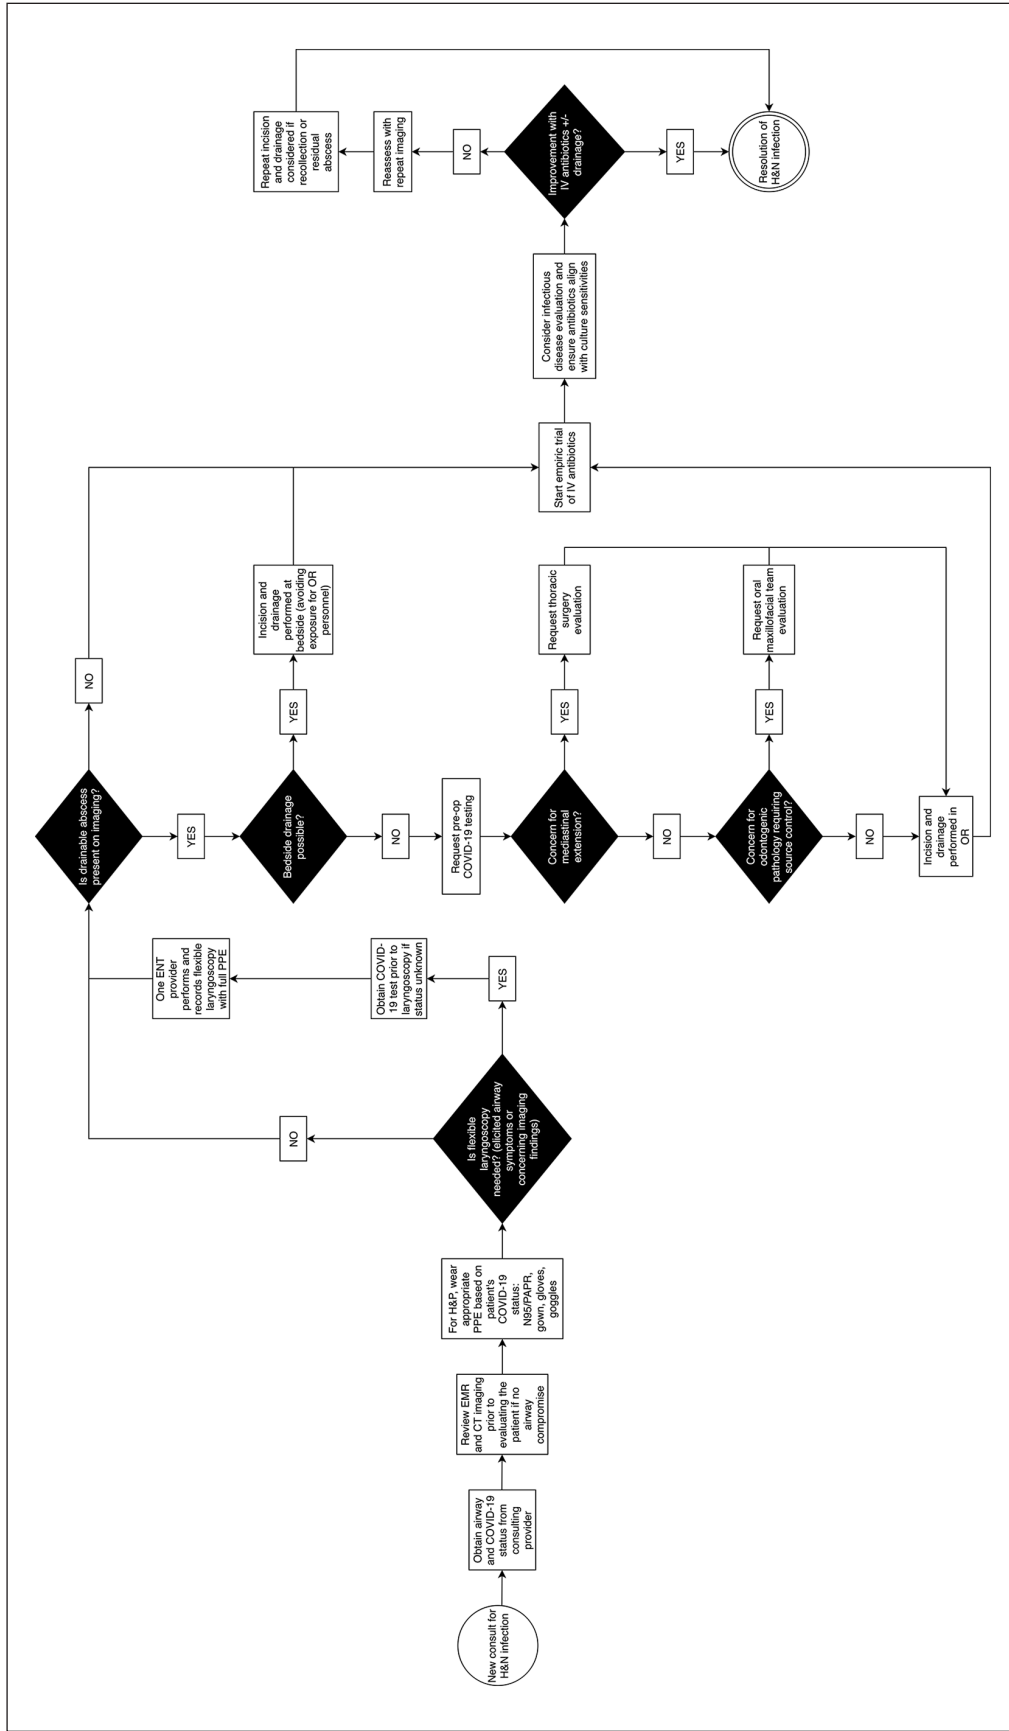 New consult for
H&N infection
Obtain airway
and COVID-19
status from
consulting
provider
Review EMR
and CT imaging
prior to
evaluating the
patient if no
airway
compromise
For H&P, wear
appropriate
PPE based on
patient's
COVID-19
status:
N95/PAPR,
gown, gloves,
goggles
Is flexible
laryngoscopy
needed? (elicited airway
symptoms or
concerning imaging
findings)
NO
YES
Obtain COVID-
19 test prior to
laryngoscopy if
status unknown
One ENT
provider
performs and
records flexible
laryngoscopy
with full PPE
Is drainable abscess
present on imaging?
NO
YES
Bedside drainage
possible?
YES
Incision and
drainage
performed at
bedside (avoiding
exposure for OR
personnel)
NO
Request pre-op
COVID-19 testing
Concern for
mediastinal
extension?
YES
Request thoracic
surgery
evaluation
NO
Concern for
odontogenic
pathology requiring
source control?
YES
Request oral
maxillofacial team
evaluation
NO
Incision and
drainage
performed in
OR
Start empiric trial
of IV antibiotics
Consider infectious
disease evaluation and
ensure antibiotics align
with culture sensitivities
Improvement with
IV antibiotics +/-
drainage?
NO
Reassess with
repeat imaging
Repeat incision
and drainage
considered if
recollection or
residual
abscess
YES
Resolution of
H&N infection